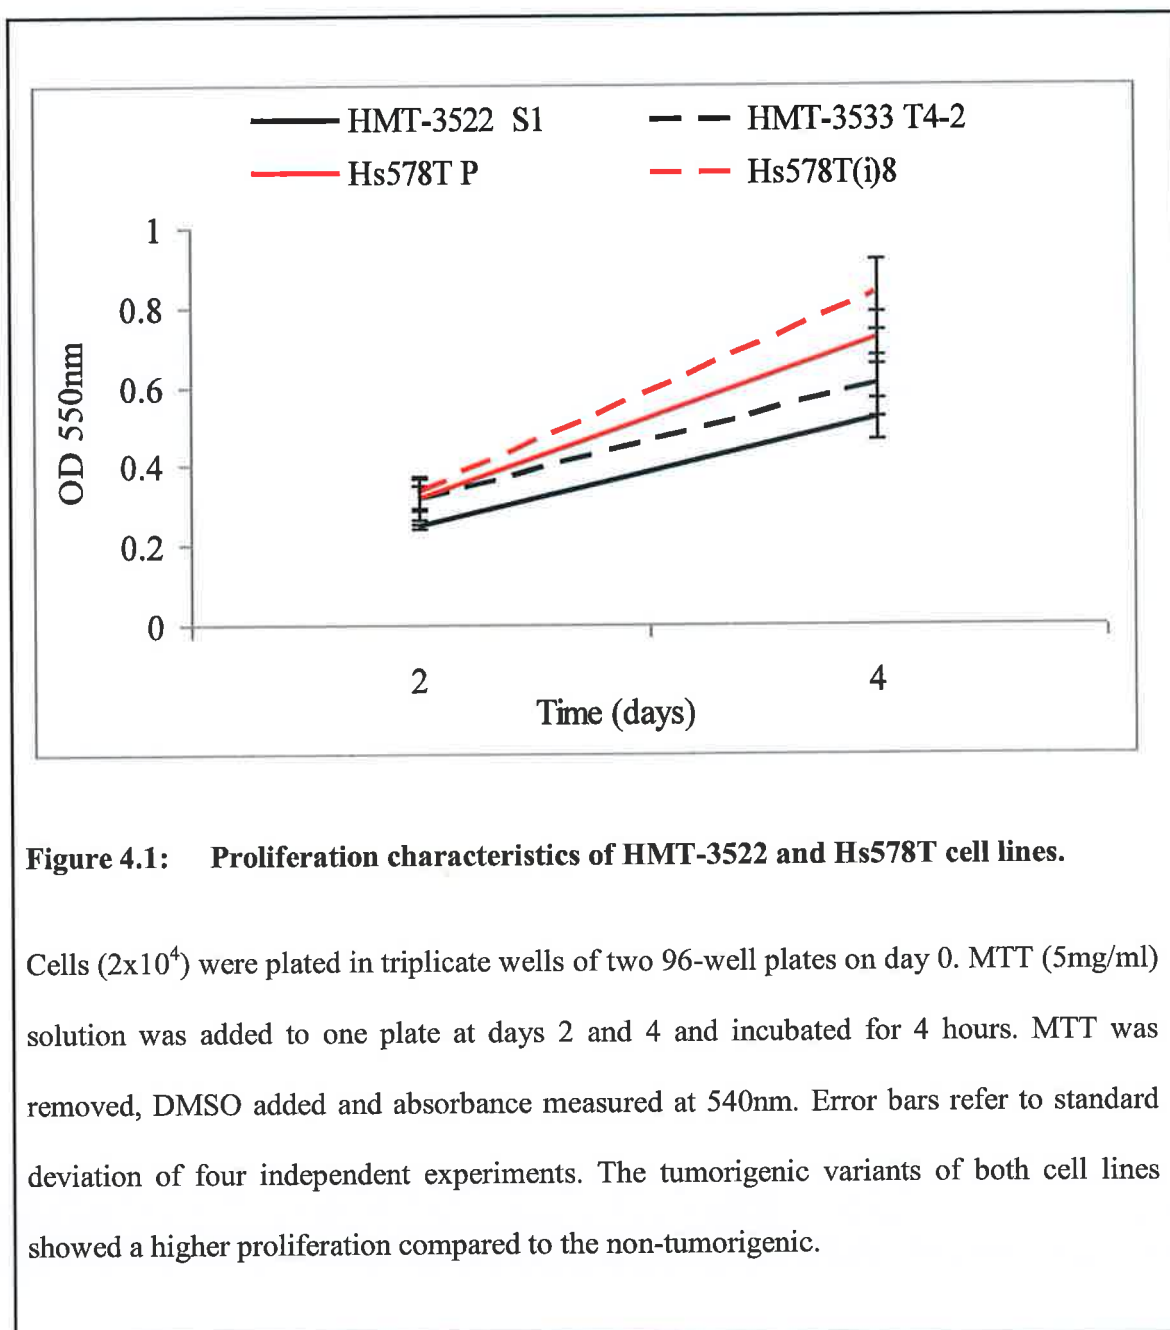 HMT-3522 S1
HMT-3533 T4-2
Hs578T P
Hs578T(i)8
1
0.8
0.6
0.4
0.2
0
OD 550nm
2
4
Time (days)
Figure 4.1: Proliferation characteristics of HMT-3522 and Hs578T cell lines.
Cells (2x10⁴) were plated in triplicate wells of two 96-well plates on day 0. MTT (5mg/ml)
solution was added to one plate at days 2 and 4 and incubated for 4 hours. MTT was
removed, DMSO added and absorbance measured at 540nm. Error bars refer to standard
deviation of four independent experiments. The tumorigenic variants of both cell lines
showed a higher proliferation compared to the non-tumorigenic.